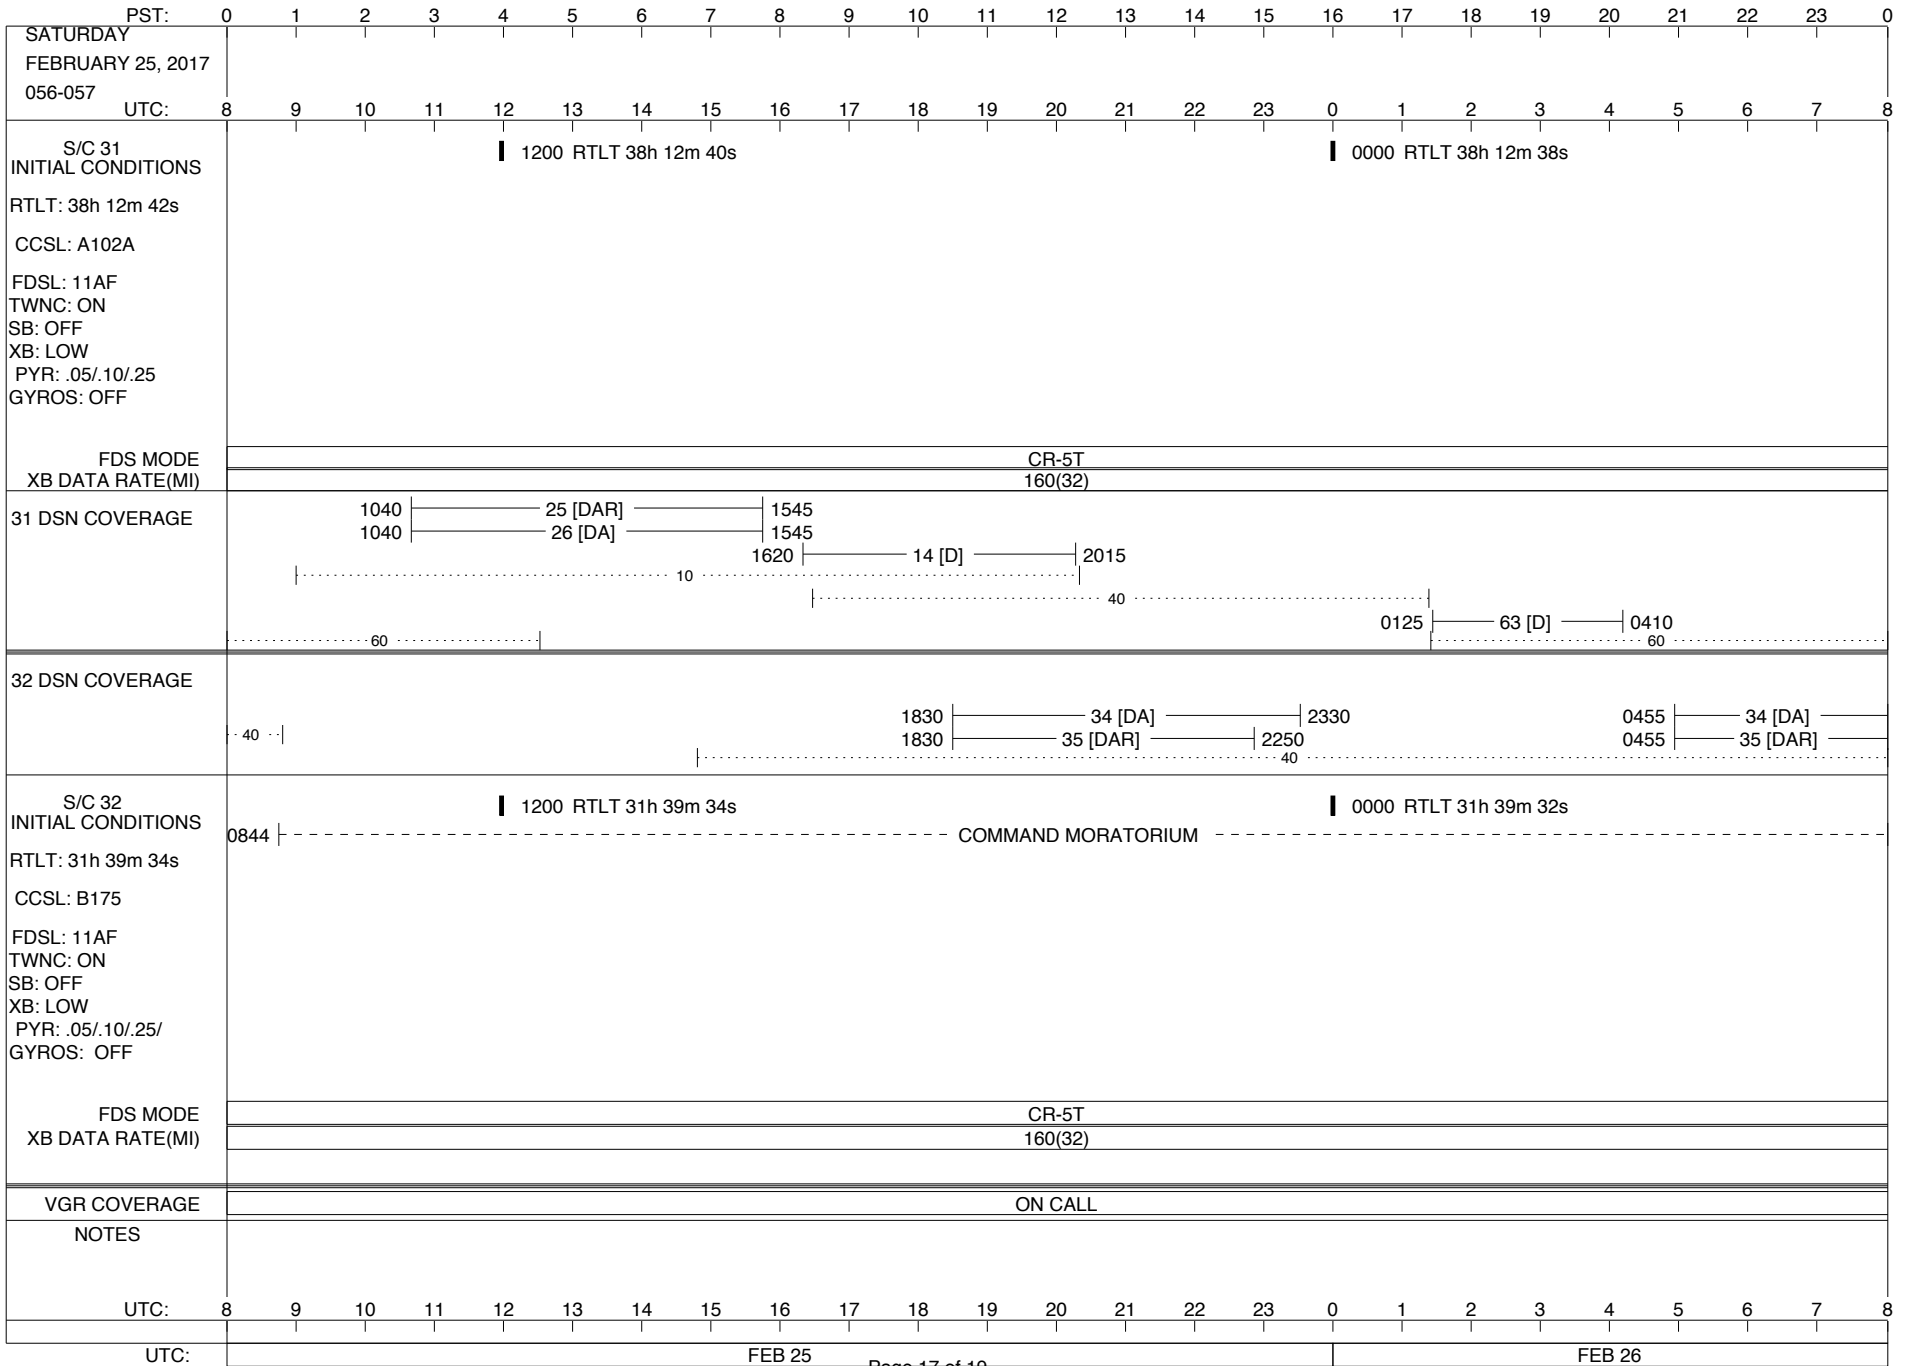 PST: 0 1 2 3 4 5 6 7 8 9 10 11 12 13 14 15 16 17 18 19 20 21 22 23 0
SATURDAY
FEBRUARY 25, 2017
056-057
UTC: 8 9 10 11 12 13 14 15 16 17 18 19 20 21 22 23 0 1 2 3 4 5 6 7 8
S/C 31
INITIAL CONDITIONS
1200 RTLT 38h 12m 40s
0000 RTLT 38h 12m 38s
RTLT: 38h 12m 42s
CCSL: A102A
FDSL: 11AF
TWNC: ON
SB: OFF
XB: LOW
PYR: .05/.10/.25
GYROS: OFF
FDS MODE CR-5T
XB DATA RATE(MI) 160(32)
31 DSN COVERAGE
1040 25 [DAR] 1545
1040 26 [DA] 1545
1620 14 [D] 2015
10
40
0125 63 [D] 0410
60 60
32 DSN COVERAGE
1830 34 [DA] 2330 0455 34 [DA]
40
1830 35 [DAR] 2250 0455 35 [DAR]
40
S/C 32
INITIAL CONDITIONS
1200 RTLT 31h 39m 34s
0000 RTLT 31h 39m 32s
0844 COMMAND MORATORIUM
RTLT: 31h 39m 34s
CCSL: B175
FDSL: 11AF
TWNC: ON
SB: OFF
XB: LOW
PYR: .05/.10/.25/
GYROS: OFF
FDS MODE CR-5T
XB DATA RATE(MI) 160(32)
VGR COVERAGE ON CALL
NOTES
UTC: 8 9 10 11 12 13 14 15 16 17 18 19 20 21 22 23 0 1 2 3 4 5 6 7 8
UTC: FEB 25 FEB 26
Page 17 of 19